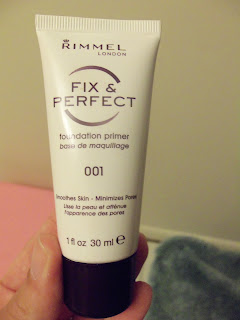 RIMMEL
LONDON
FIX &
PERFECT
foundation primer
base de maquillage
001
Smoothes Skin - Minimizes Pores
Lisse la peau et atténue
l'apparence des pores
1 fl oz 30 ml e